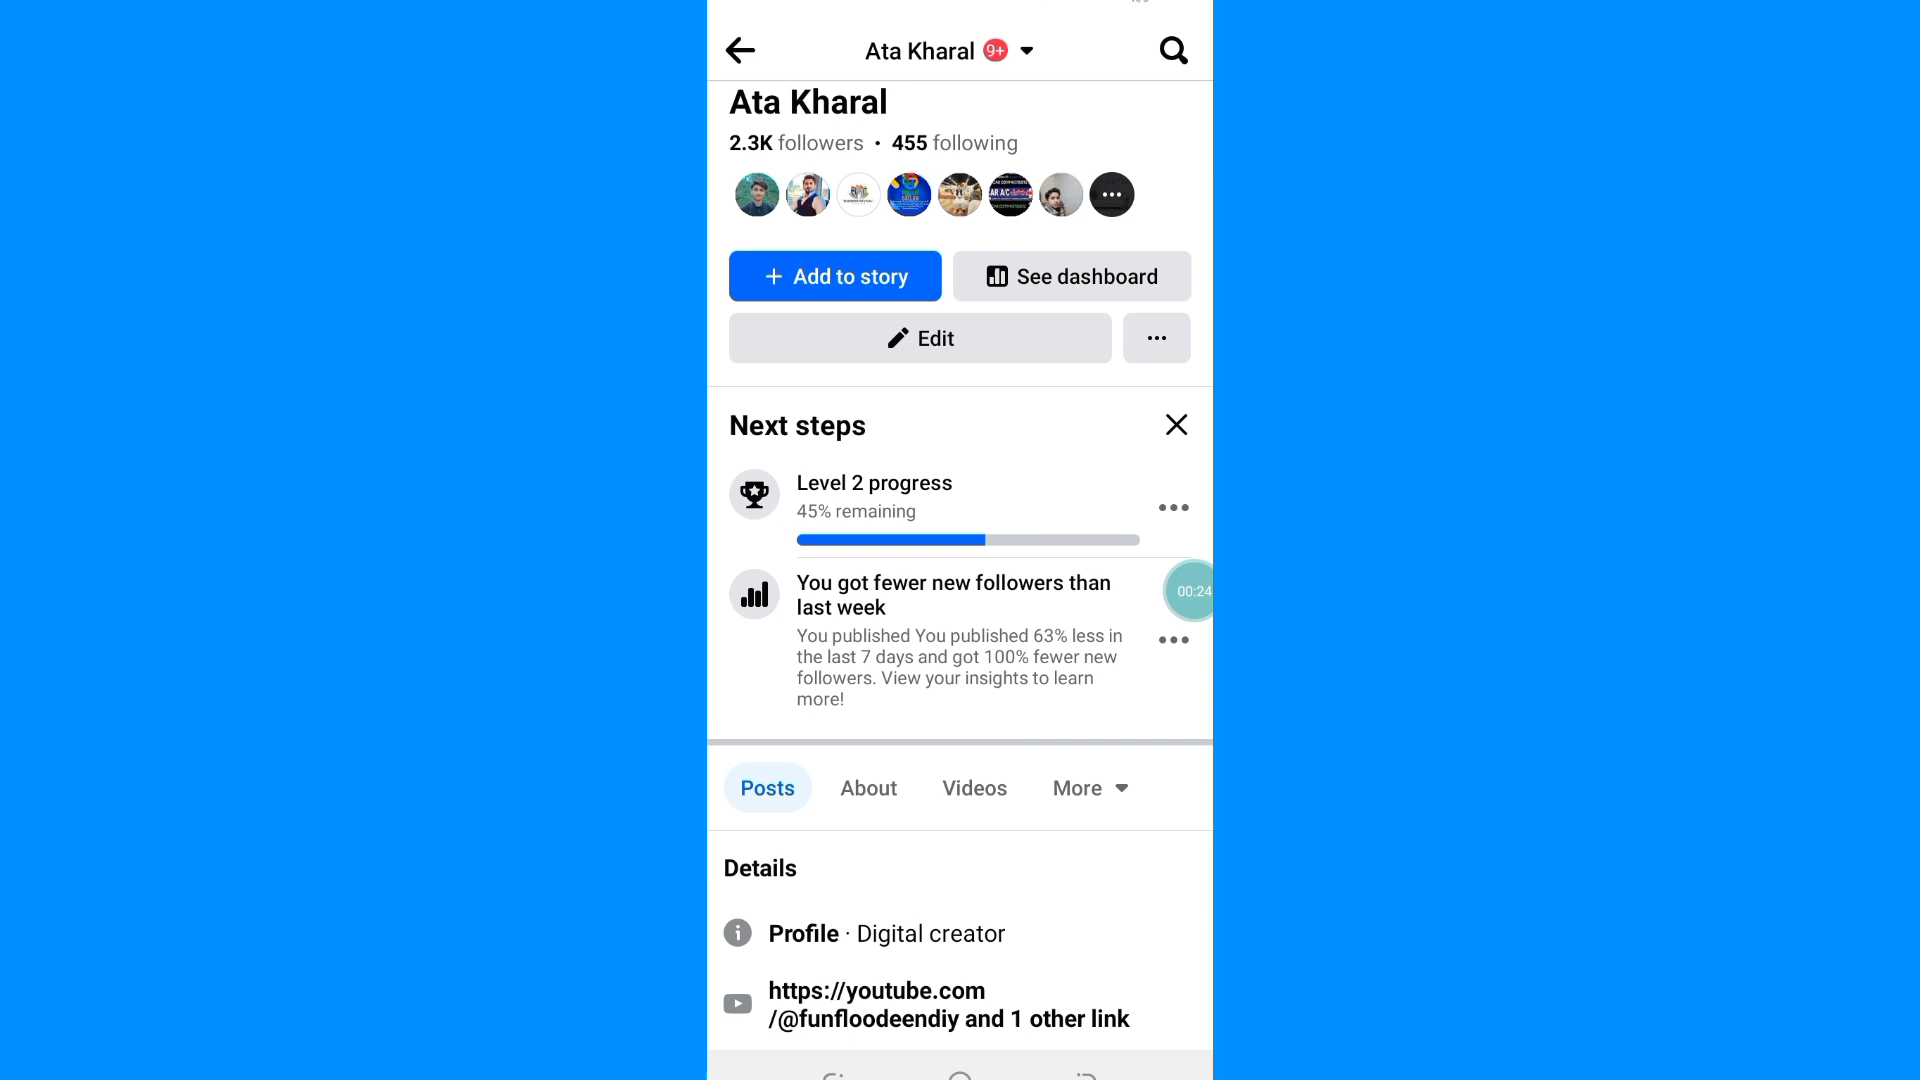 Ata Kharal 9+
Ata Kharal
2.3K followers • 455 following
+ Add to story
See dashboard
Edit
Next steps
Level 2 progress
45% remaining
You got fewer new followers than
last week
00:24
You published You published 63% less in
the last 7 days and got 100% fewer new
followers. View your insights to learn
more!
Posts About Videos More
Details
Profile · Digital creator
https://youtube.com
/@funfloodeendiy and 1 other link